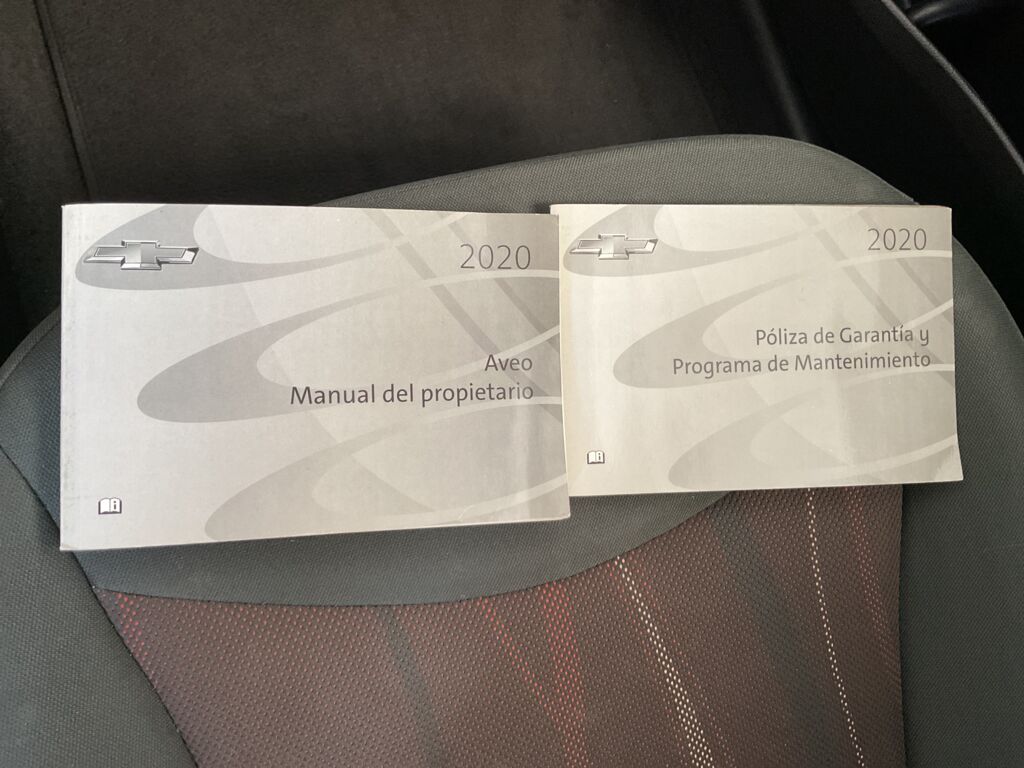 2020
Aveo
Manual del propietario
2020
Póliza de Garantía y
Programa de Mantenimiento